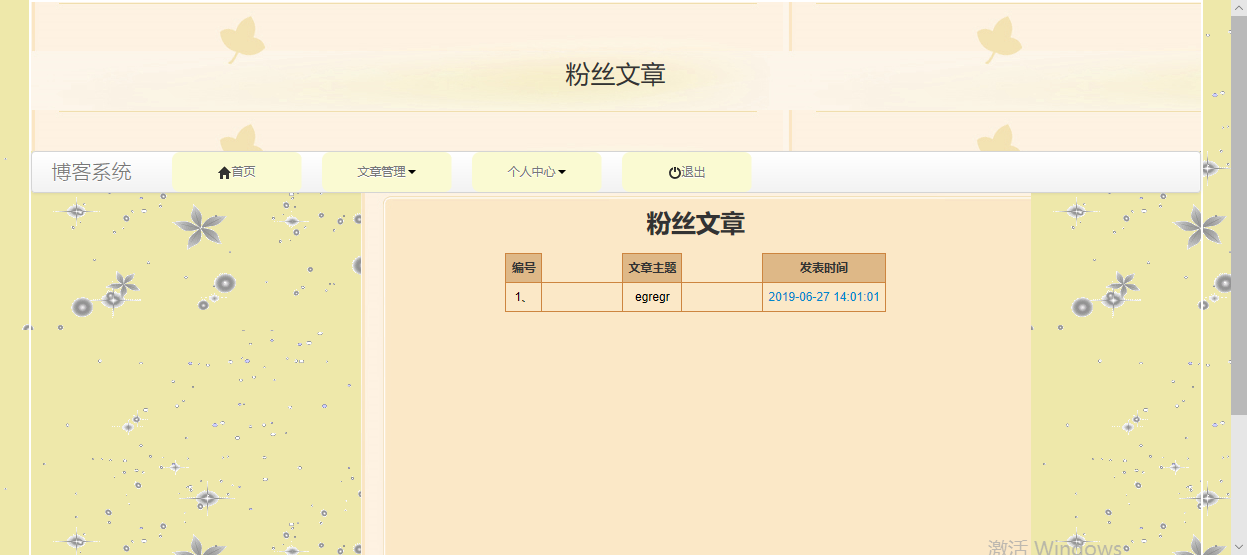 粉丝文章
博客系统 首页 文章管理 个人中心 退出
粉丝文章
编号 文章主题 发表时间
1、 egregr 2019-06-27 14:01:01
激活 Windows